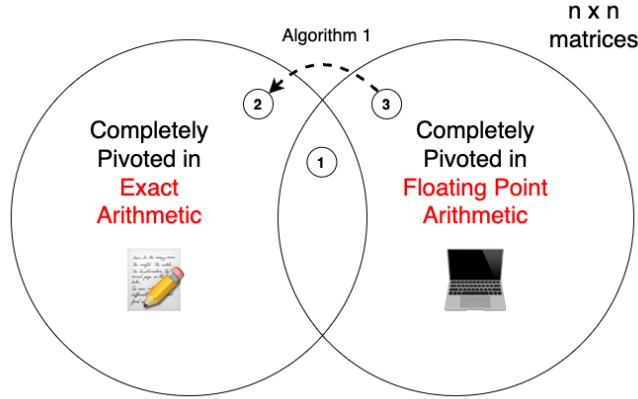 n x n
matrices
Algorithm 1
2
3
1
Completely
Pivoted in
Exact
Arithmetic
Completely
Pivoted in
Floating Point
Arithmetic